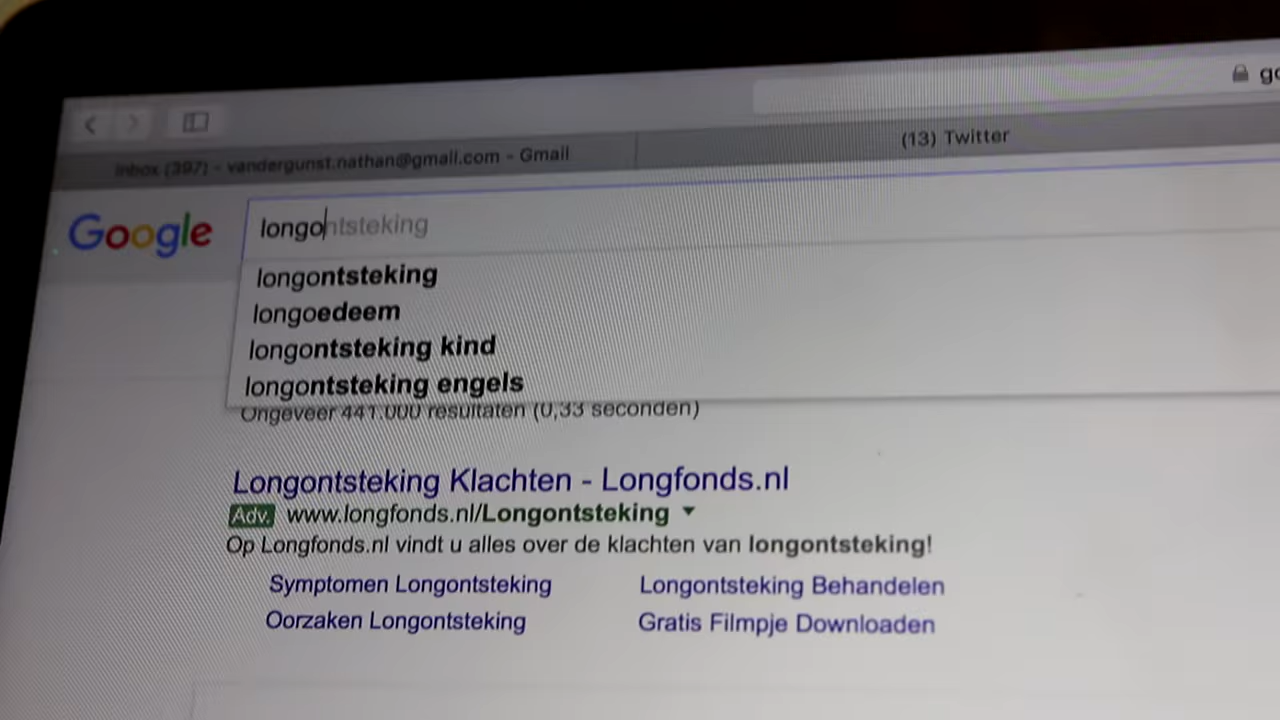 go
Inbox (397) - vandergunst.nathan@gmail.com - Gmail
(13) Twitter
Google
longontsteking
longontsteking
longoedeem
longontsteking kind
longontsteking engels
Ongeveer 441.000 resultaten (0,33 seconden)
Longontsteking Klachten - Longfonds.nl
Adv. www.longfonds.nl/Longontsteking
Op Longfonds.nl vindt u alles over de klachten van longontsteking!
Symptomen Longontsteking
Longontsteking Behandelen
Oorzaken Longontsteking
Gratis Filmpje Downloaden